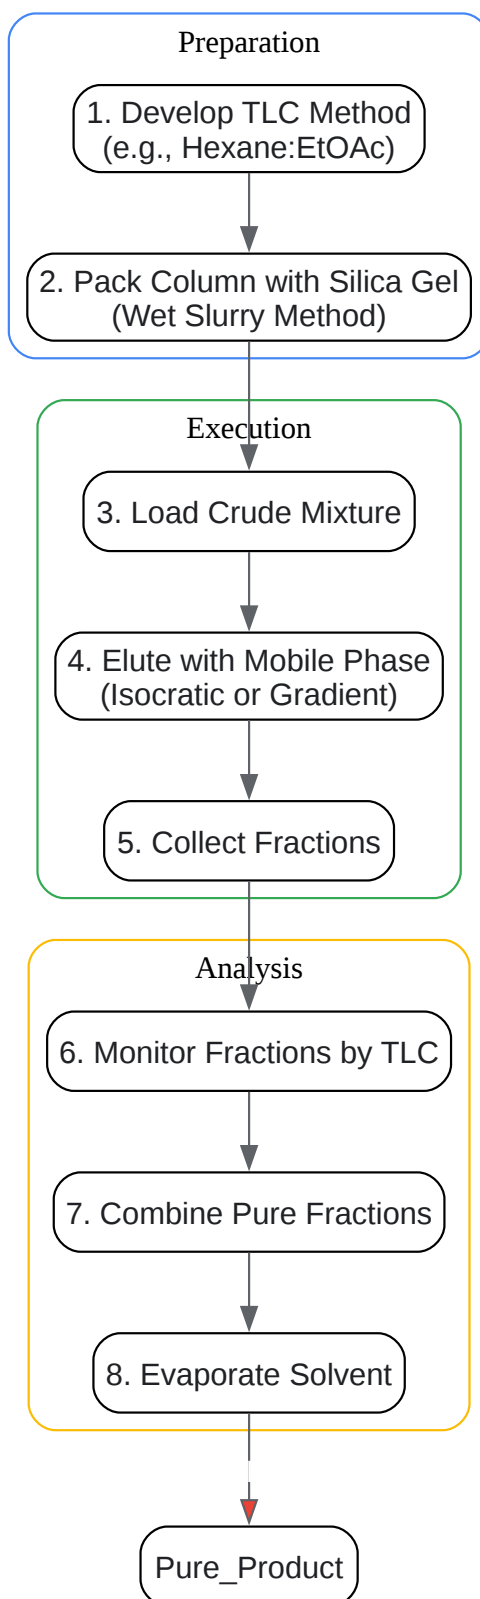 Preparation
1. Develop TLC Method
(e.g., Hexane:EtOAc)
2. Pack Column with Silica Gel
(Wet Slurry Method)
Execution
3. Load Crude Mixture
4. Elute with Mobile Phase
(Isocratic or Gradient)
5. Collect Fractions
Analysis
6. Monitor Fractions by TLC
7. Combine Pure Fractions
8. Evaporate Solvent
Pure_Product